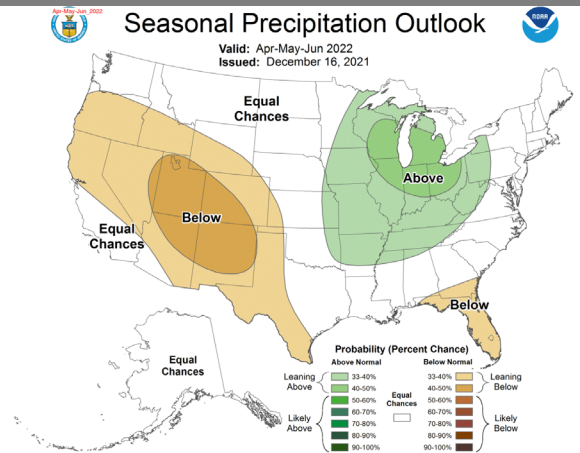 Apr-May-Jun_2022
Seasonal Precipitation Outlook
NOAA
Valid: Apr-May-Jun 2022
Issued: December 16, 2021
Equal
Chances
Above
Below
Equal
Chances
Below
Equal
Chances
Probability (Percent Chance)
Above Normal
Below Normal
Leaning
Above
33-40%
40-50%
Likely
Above
50-60%
60-70%
70-80%
80-90%
90-100%
Equal
Chances
33-40%
40-50%
Leaning
Below
50-60%
60-70%
70-80%
80-90%
90-100%
Likely
Below